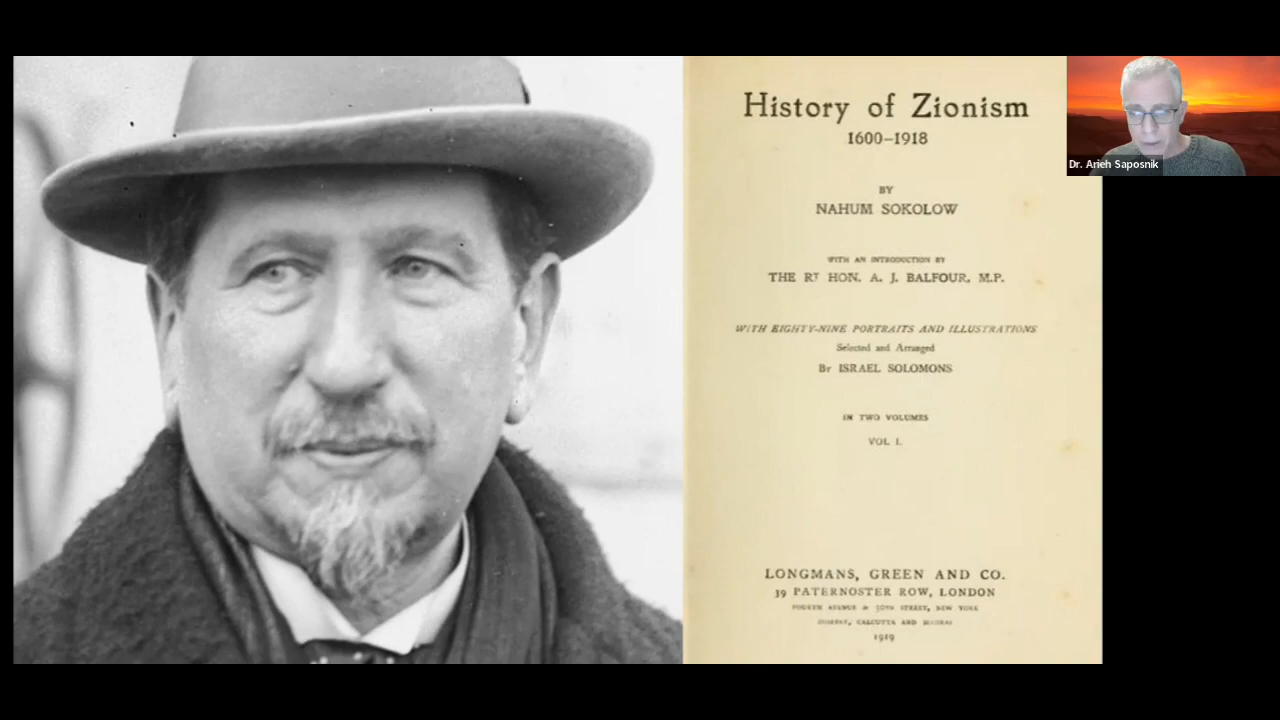 History of Zionism
1600–1918
BY
NAHUM SOKOLOW
WITH AN INTRODUCTION BY
THE RT HON. A. J. BALFOUR, M.P.
WITH EIGHTY-NINE PORTRAITS AND ILLUSTRATIONS
Selected and Arranged
By ISRAEL SOLOMONS
IN TWO VOLUMES
VOL I.
LONGMANS, GREEN AND CO.
39 PATERNOSTER ROW, LONDON
FOURTH AVENUE & 30TH STREET, NEW YORK
BOMBAY, CALCUTTA AND MADRAS
1919
Dr. Arieh Saposnik